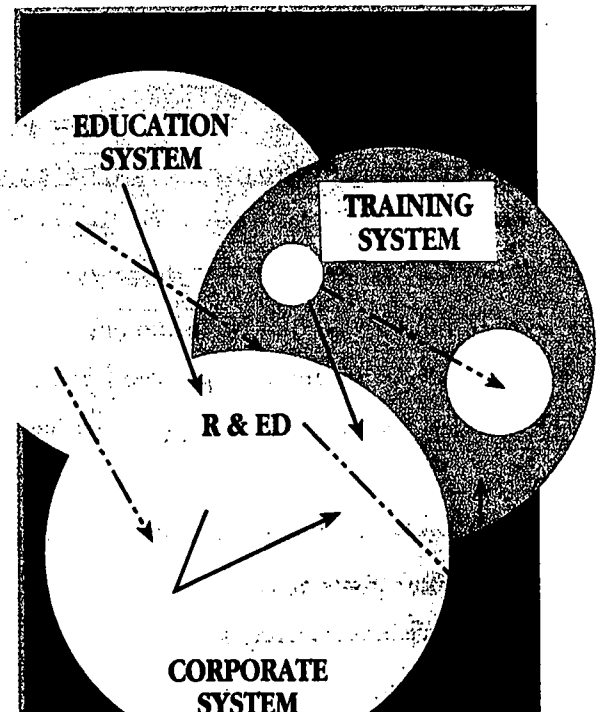 EDUCATION
SYSTEM
TRAINING
SYSTEM
R & ED
CORPORATE
SYSTEM